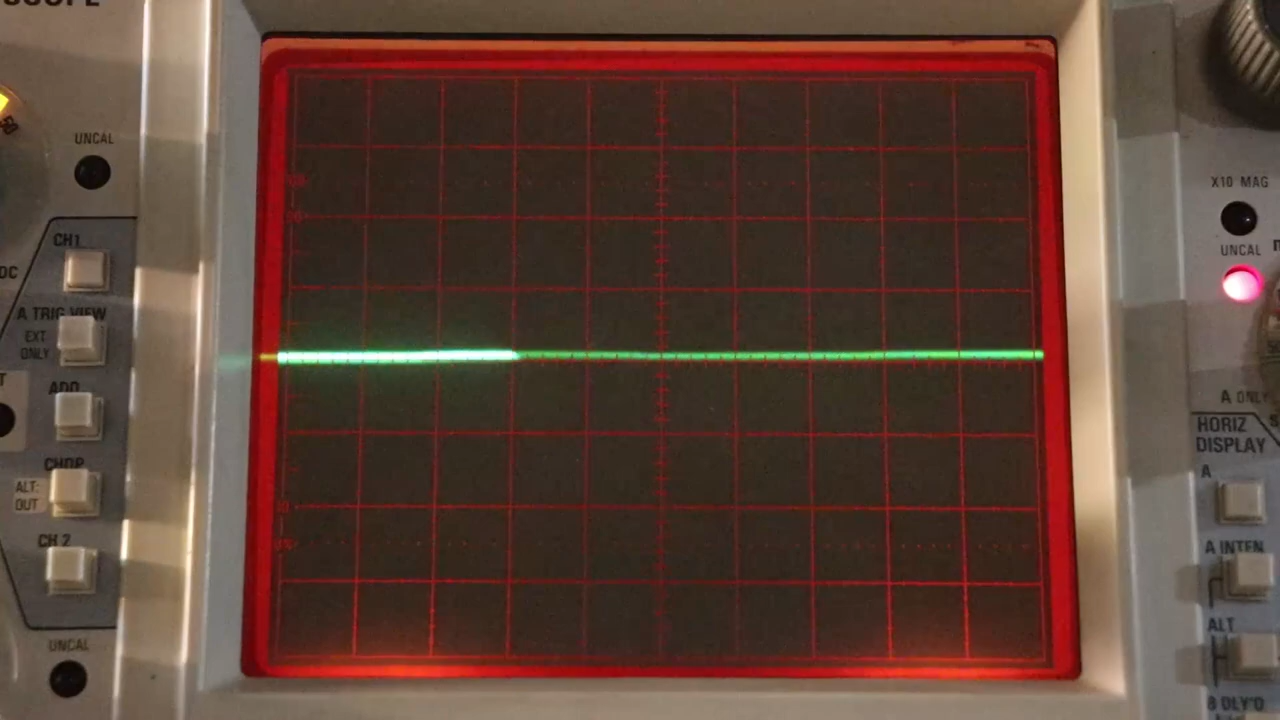 UNCAL
CH1
A TRIG VIEW
EXT
ONLY
ADD
CHOP
ALT:
OUT
CH 2
UNCAL
X10 MAG
UNCAL
HORIZ
DISPLAY
A
A INTEN
ALT
B DLY'D